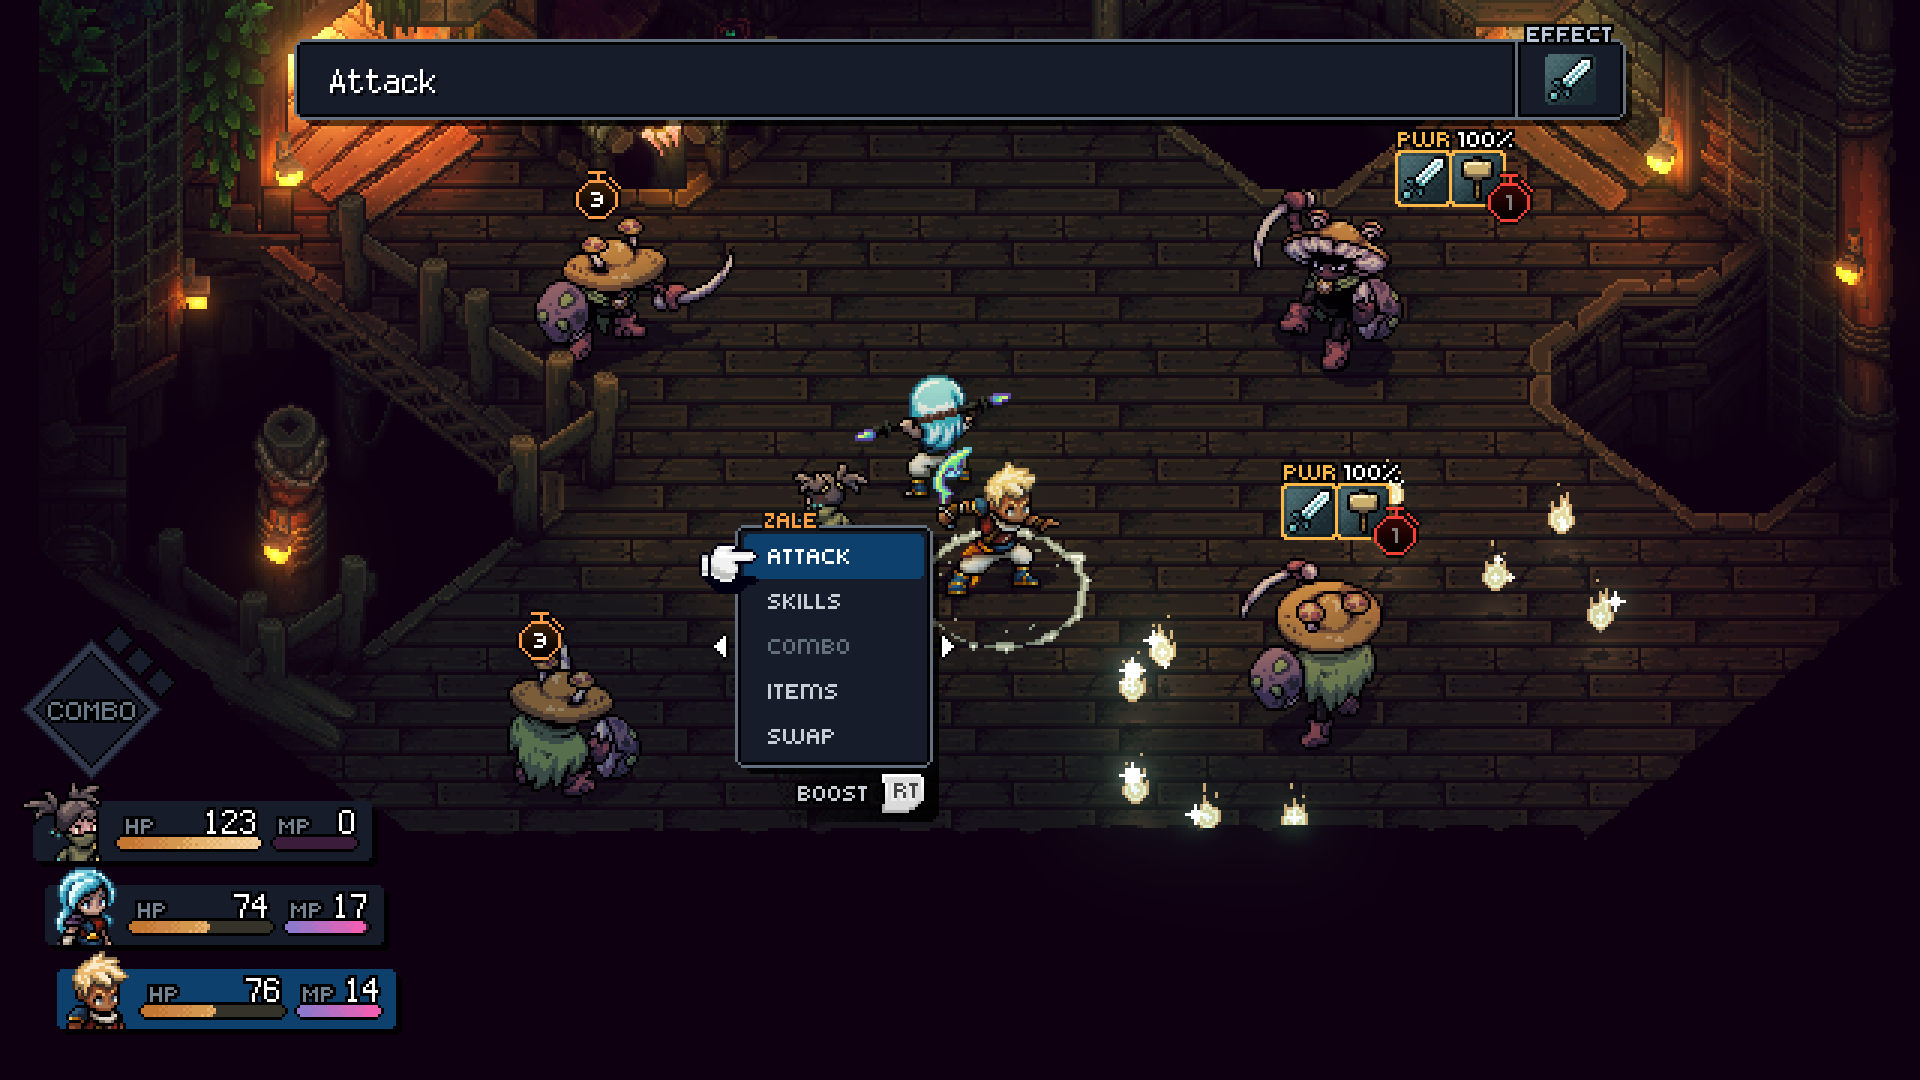 EFFECT
Attack
PWR 100%
1
3
PWR 100%
1
ZALE
ATTACK
SKILLS
COMBO
ITEMS
SWAP
BOOST RT
3
COMBO
HP 123 MP 0
HP 74 MP 17
HP 76 MP 14